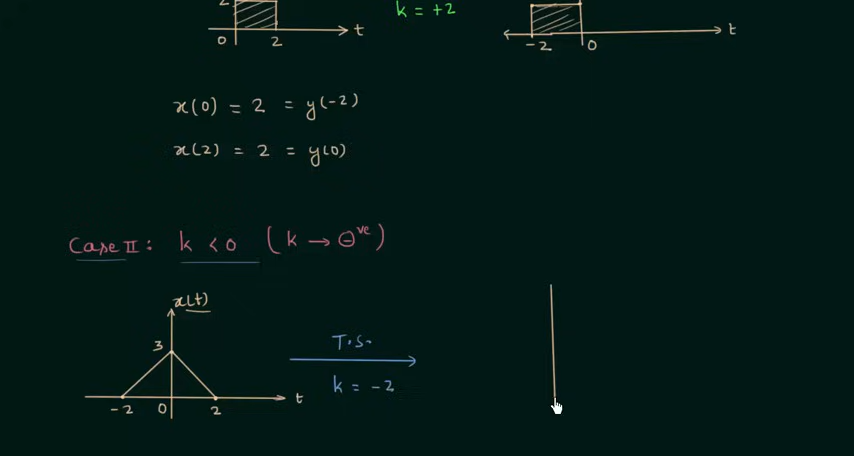 2
0 2 t
k = +2
-2 0 t
x(0) = 2 = y(-2)
x(2) = 2 = y(0)
Case II: k < 0 (k → ⊖ve)
x(t)
3
-2 0 2 t
T.S.
k = -2